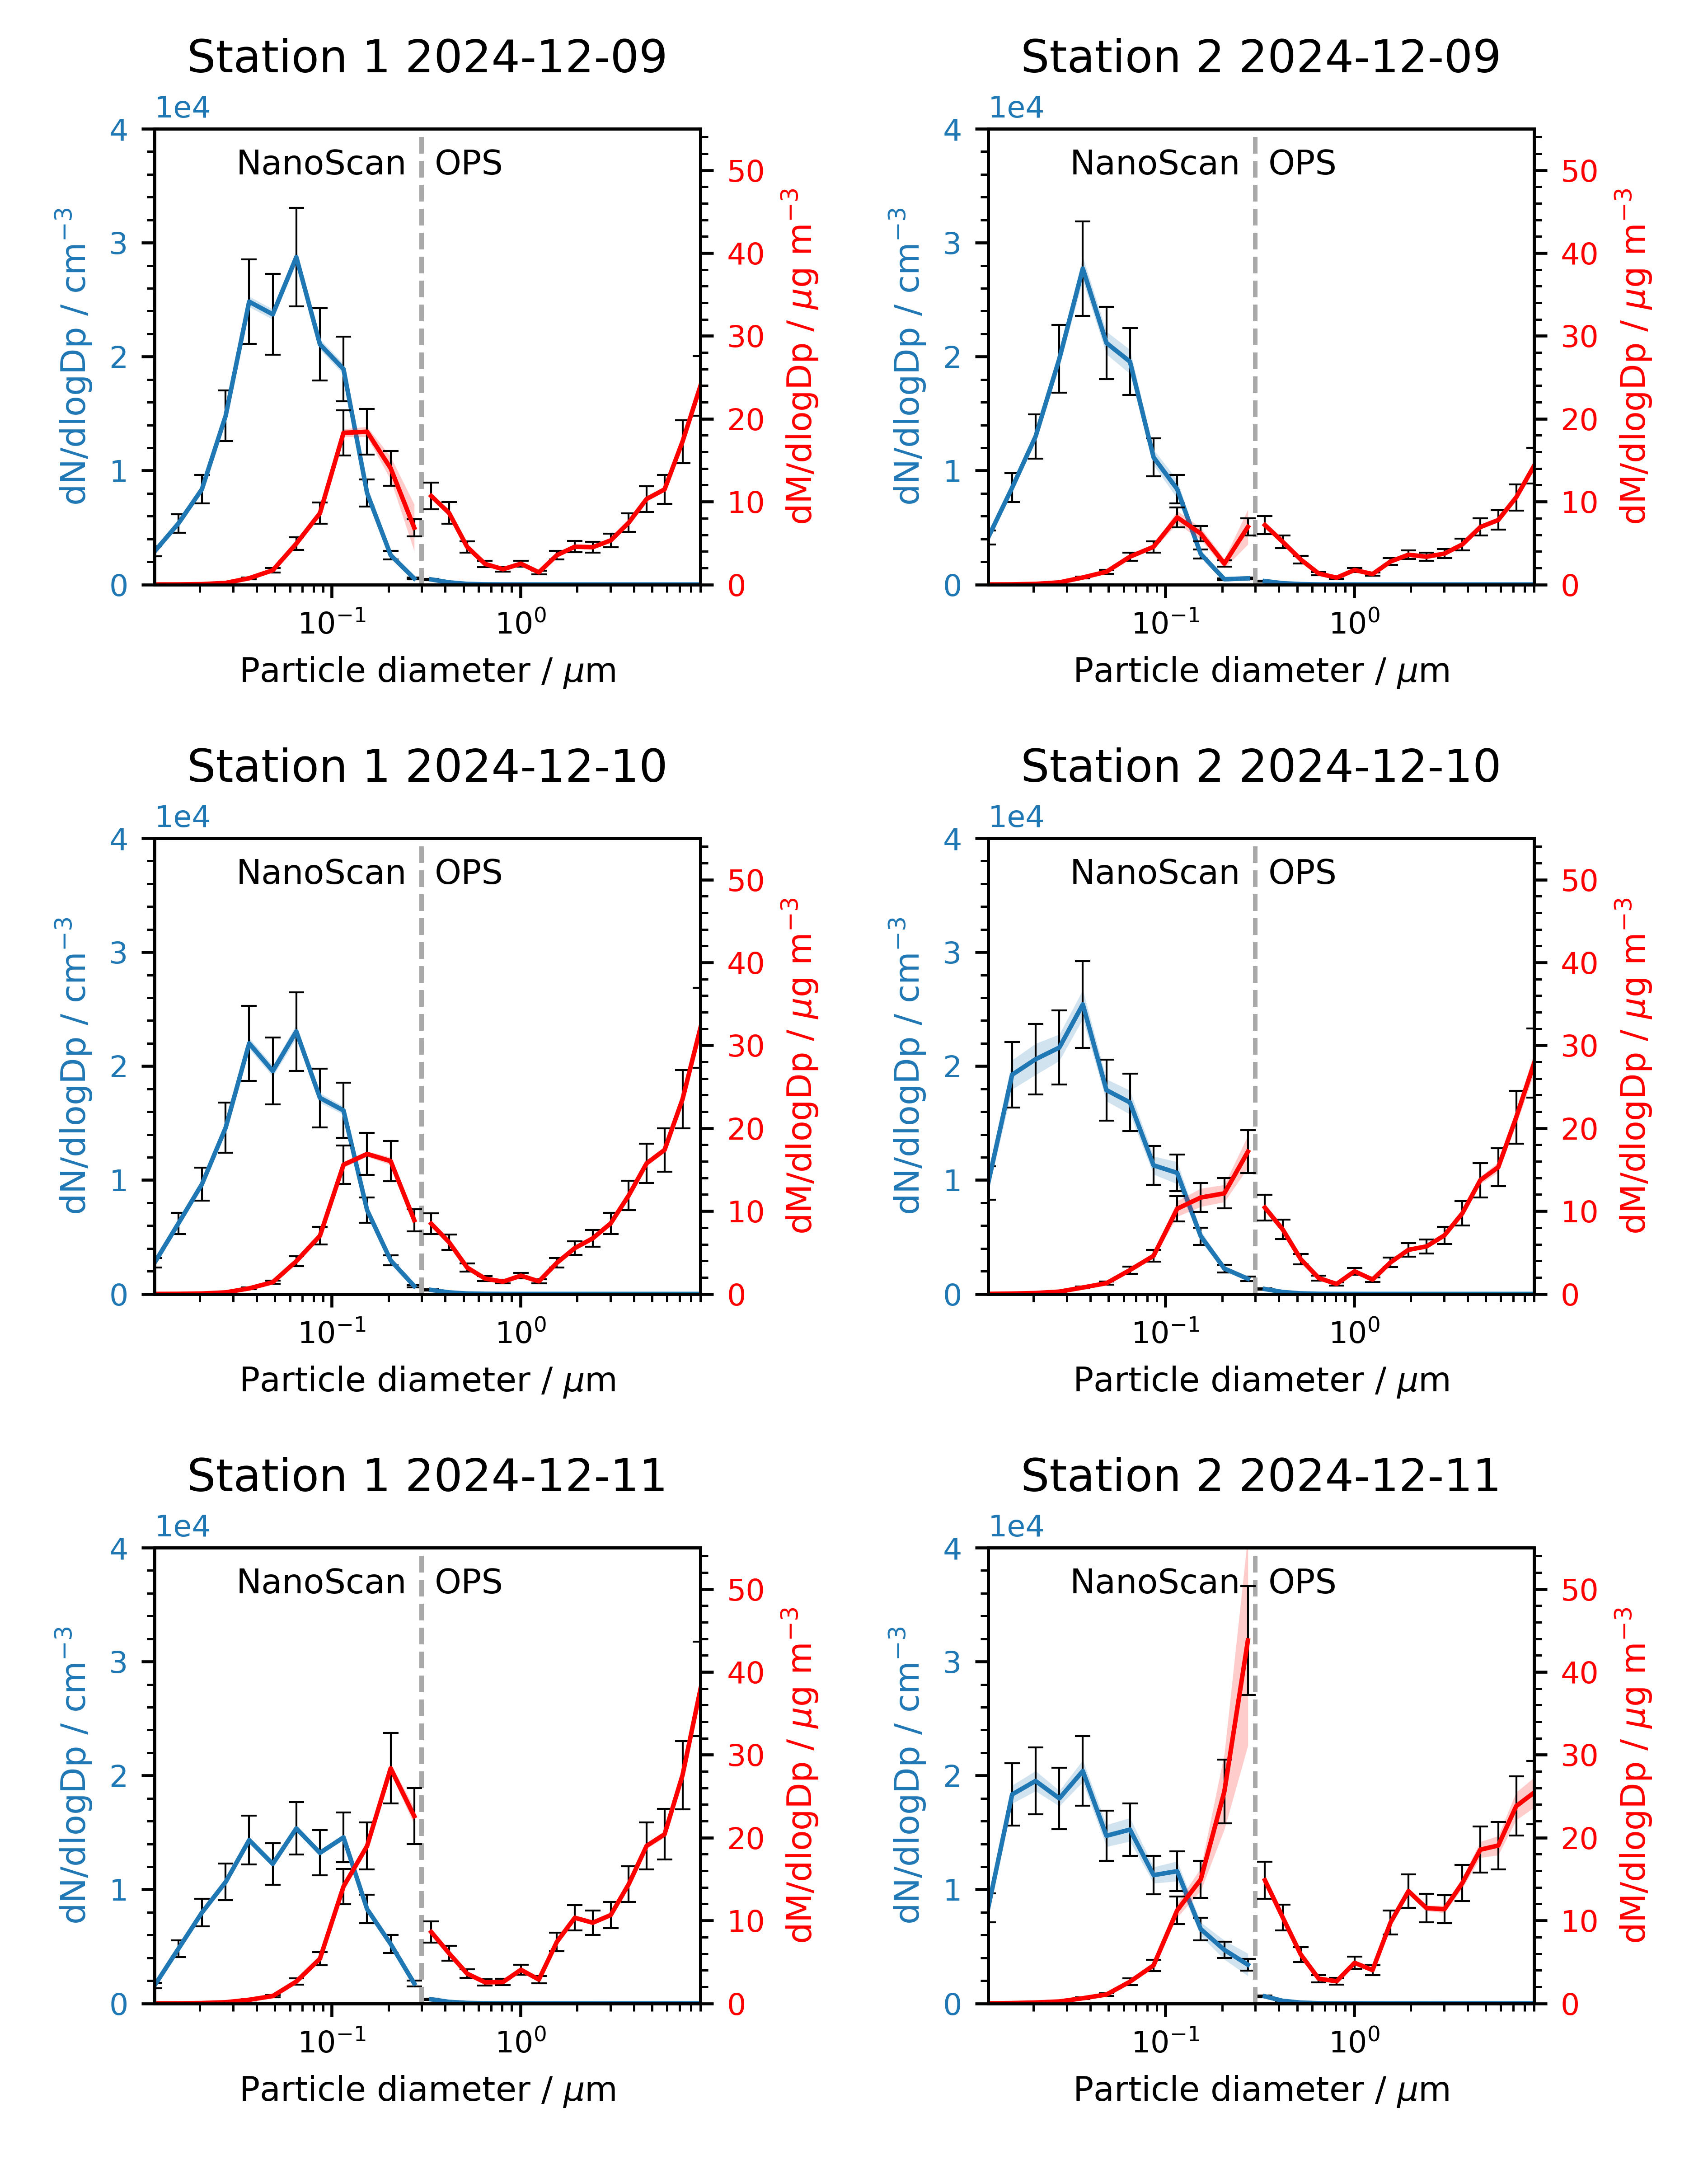 Station 1 2024-12-09
1e4
4
3
2
1
0
dN/dlogDp / cm⁻³
NanoScan
OPS
50
40
30
20
10
0
dM/dlogDp / μg m⁻³
10⁻¹
10⁰
Particle diameter / μm
Station 2 2024-12-09
1e4
4
3
2
1
0
dN/dlogDp / cm⁻³
NanoScan
OPS
50
40
30
20
10
0
dM/dlogDp / μg m⁻³
10⁻¹
10⁰
Particle diameter / μm
Station 1 2024-12-10
1e4
4
3
2
1
0
dN/dlogDp / cm⁻³
NanoScan
OPS
50
40
30
20
10
0
dM/dlogDp / μg m⁻³
10⁻¹
10⁰
Particle diameter / μm
Station 2 2024-12-10
1e4
4
3
2
1
0
dN/dlogDp / cm⁻³
NanoScan
OPS
50
40
30
20
10
0
dM/dlogDp / μg m⁻³
10⁻¹
10⁰
Particle diameter / μm
Station 1 2024-12-11
1e4
4
3
2
1
0
dN/dlogDp / cm⁻³
NanoScan
OPS
50
40
30
20
10
0
dM/dlogDp / μg m⁻³
10⁻¹
10⁰
Particle diameter / μm
Station 2 2024-12-11
1e4
4
3
2
1
0
dN/dlogDp / cm⁻³
NanoScan
OPS
50
40
30
20
10
0
dM/dlogDp / μg m⁻³
10⁻¹
10⁰
Particle diameter / μm